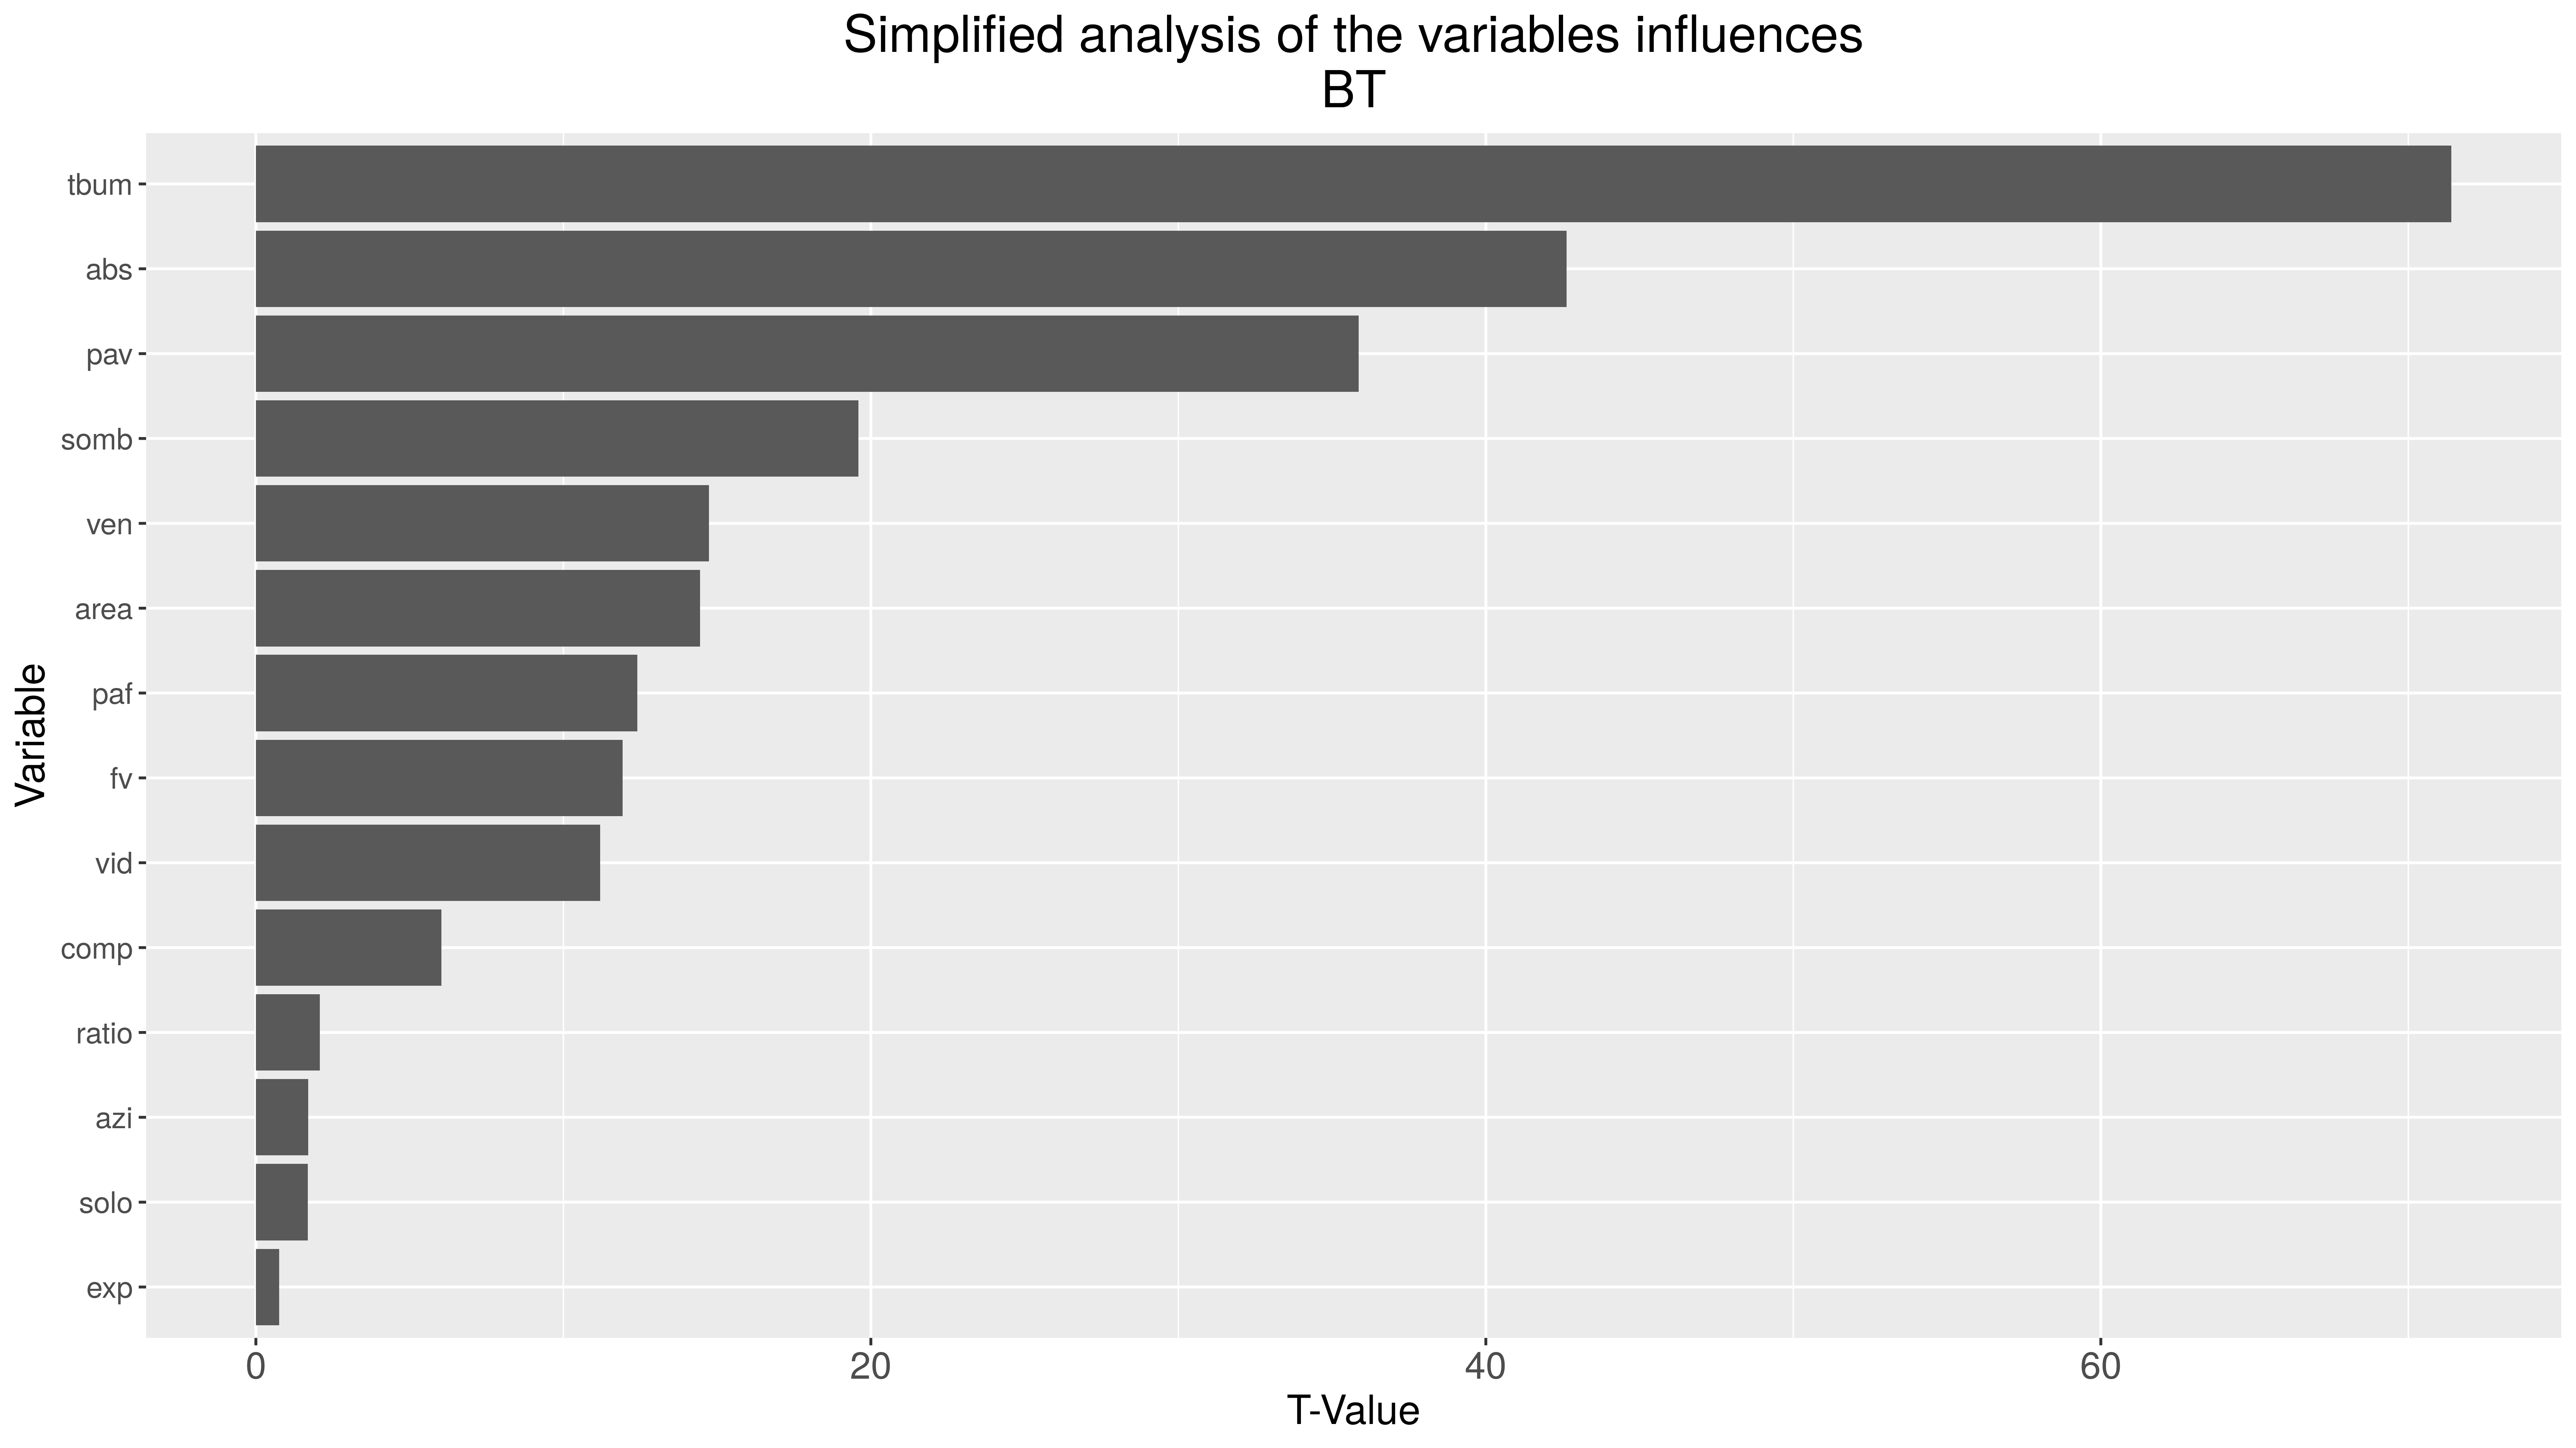 Simplified analysis of the variables influences
BT
Variable
tbum
abs
pav
somb
ven
area
paf
fv
vid
comp
ratio
azi
solo
exp
0 20 40 60
T-Value